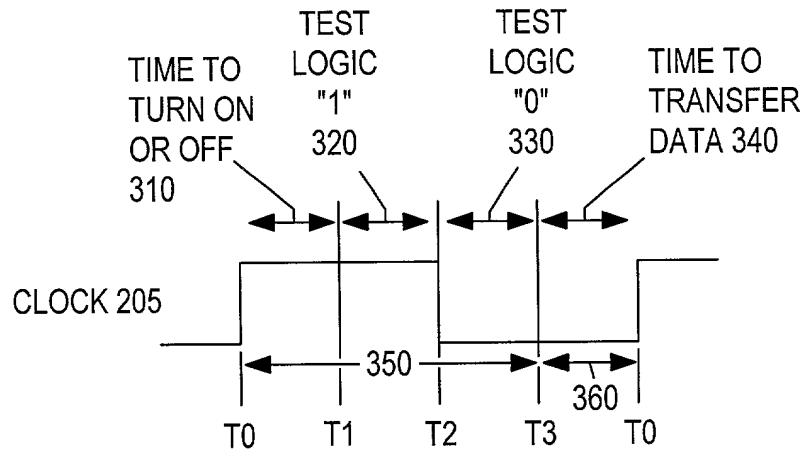 TIME TO
TURN ON
OR OFF
310
TEST
LOGIC
"1"
320
TEST
LOGIC
"0"
330
TIME TO
TRANSFER
DATA 340
CLOCK 205
350
360
T0
T1
T2
T3
T0